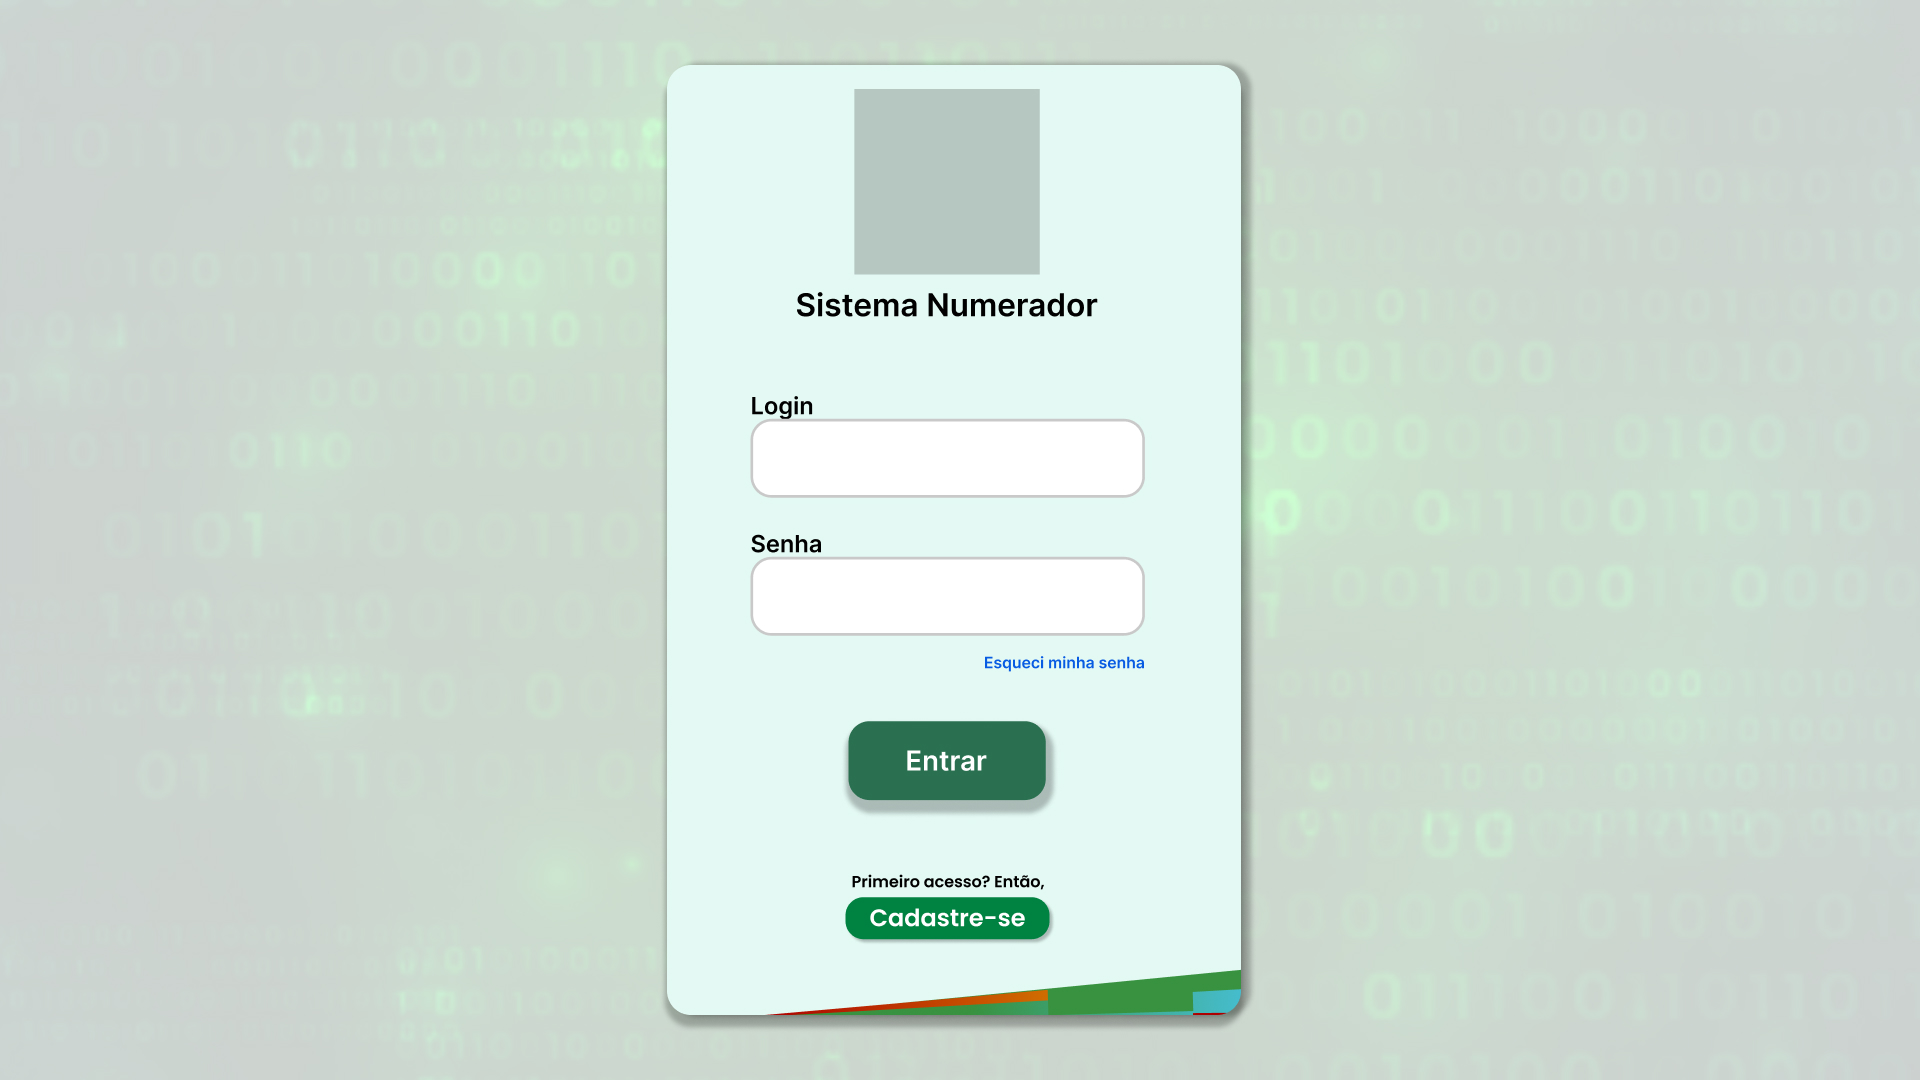 Sistema Numerador
Login
Senha
Esqueci minha senha
Entrar
Primeiro acesso? Então,
Cadastre-se